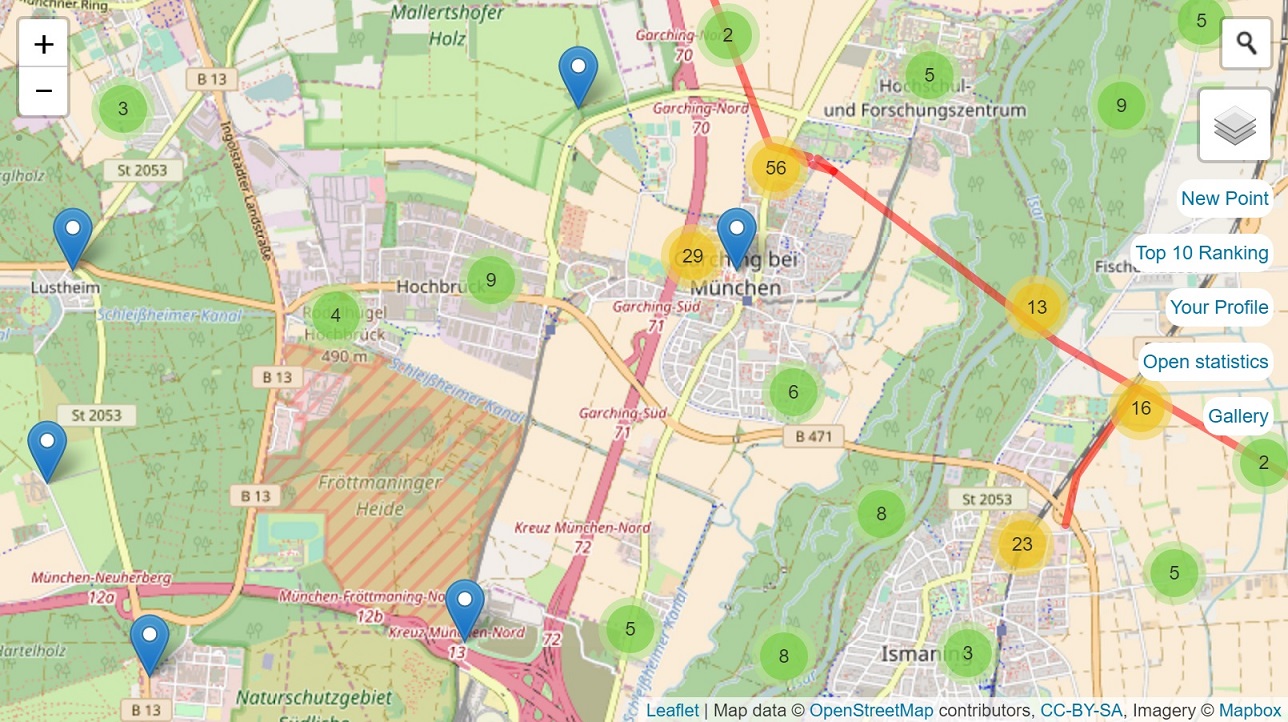 Münchner Ring
+
−
B 13
3
St 2053
Ingolstädter Landstraße
Mallertshofer
Holz
Garching-Nord
70
2
Garching-Nord
70
5
Hochschul-
und Forschungszentrum
5
9
Isar
56
29
Garching bei
München
Lustheim
Schleißheimer Kanal
Hochbrück
9
4
Rodelhügel
Hochbrück
490 m
B 13
Schleißheimer Kanal
Garching-Süd
71
13
New Point
Top 10 Ranking
Your Profile
Open statistics
Gallery
16
2
6
Garching-Süd
71
B 471
St 2053
B 13
Fröttmaninger
Heide
Kreuz München-Nord
72
8
St 2053
23
5
München-Neuherberg
12a
München-Fröttmaning-No
12b
Kreuz München-Nord
13
72
5
Schleißheimer Kanal
8
Isar
Ismaning
3
B 13
Naturschutzgebiet
Südliche
Leaflet | Map data © OpenStreetMap contributors, CC-BY-SA, Imagery © Mapbox